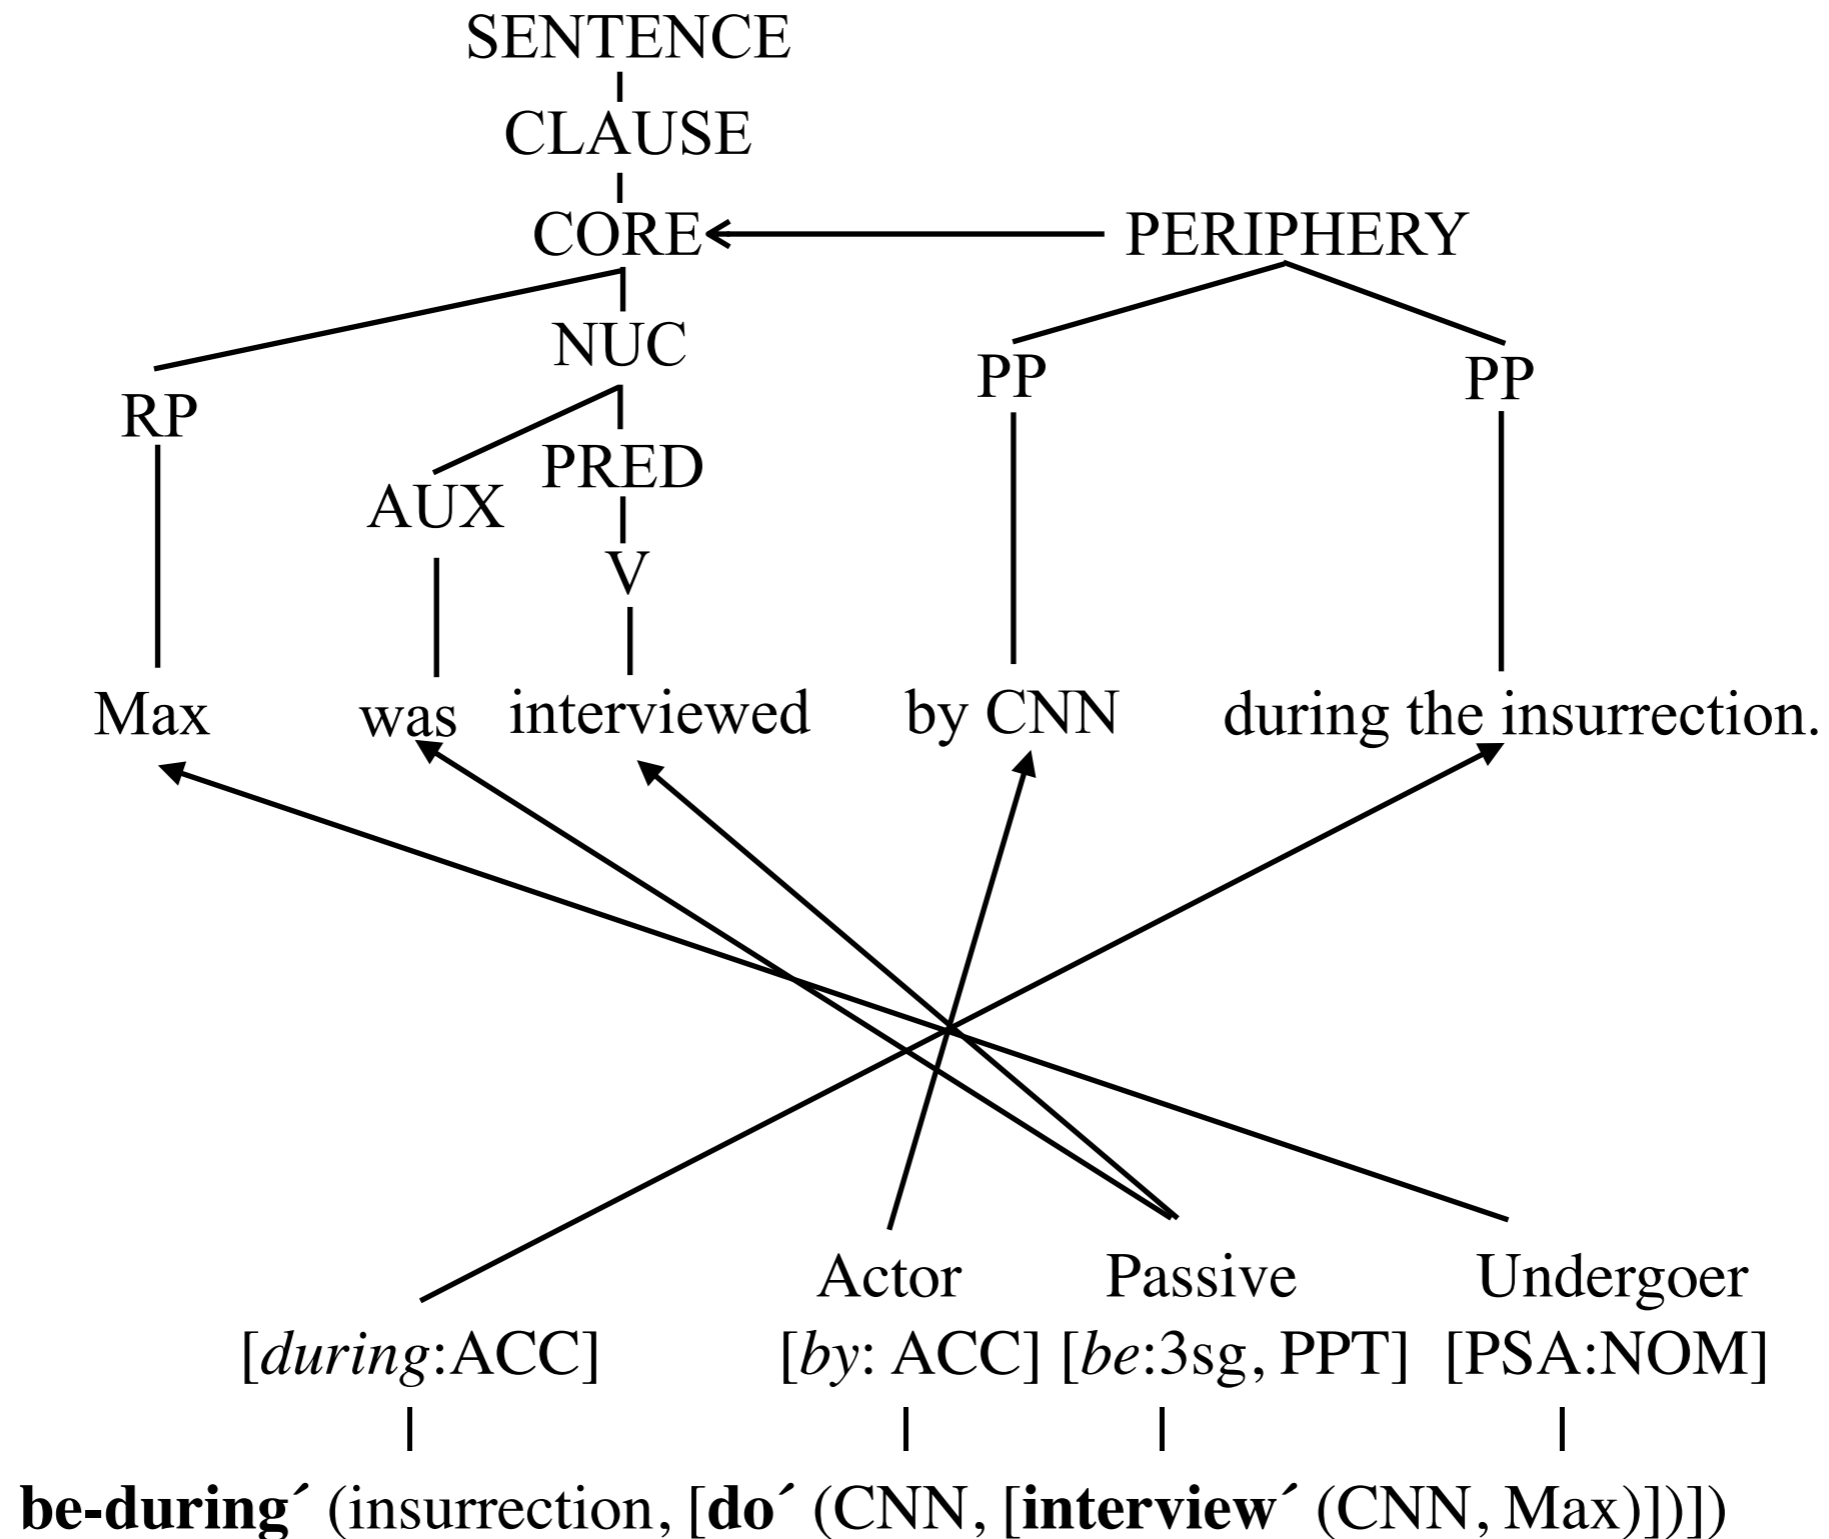 SENTENCE
CLAUSE
CORE PERIPHERY
NUC
PP PP
RP
PRED
AUX
V
Max was interviewed by CNN during the insurrection.
Actor Passive Undergoer
[during:ACC] [by: ACC] [be:3sg, PPT] [PSA:NOM]
be-during´ (insurrection, [do´ (CNN, [interview´ (CNN, Max)])])